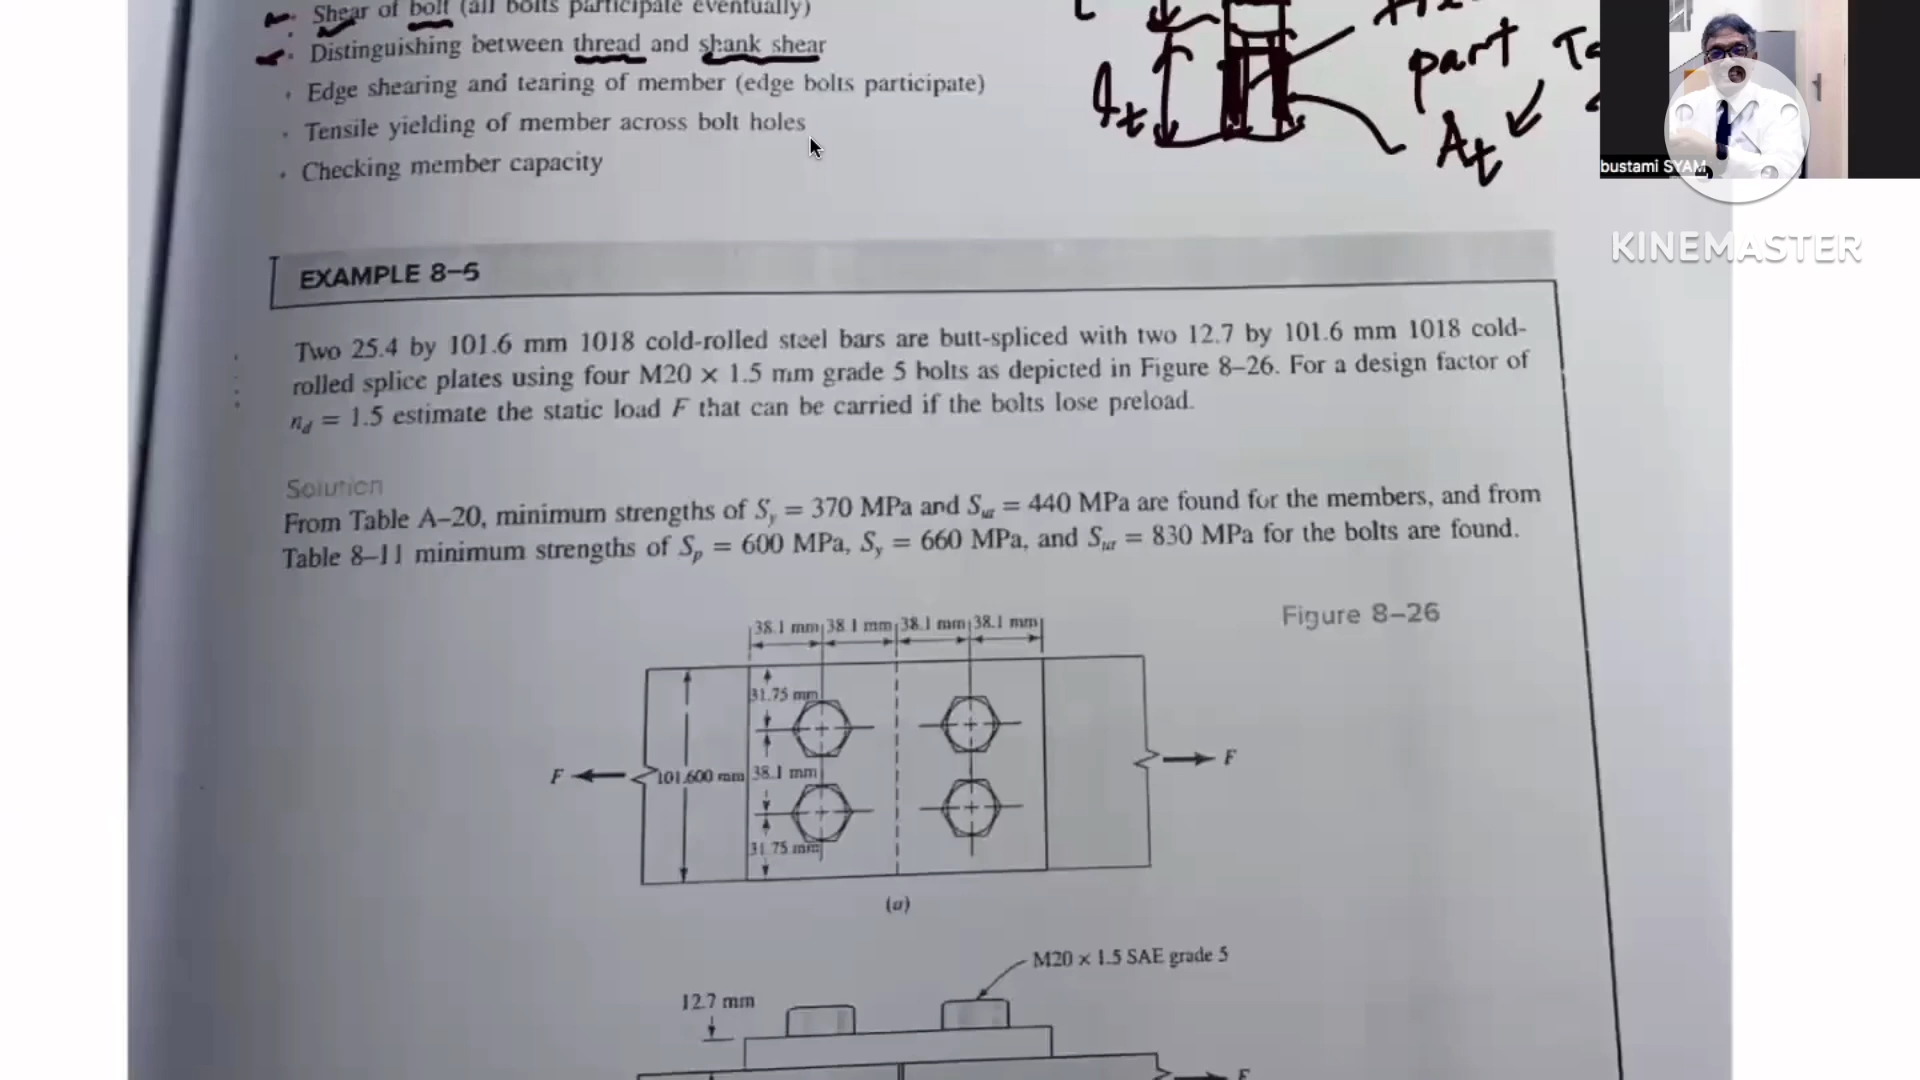 Shear of bolt (all bolts participate eventually)
Distinguishing between thread and shank shear
Edge shearing and tearing of member (edge bolts participate)
Tensile yielding of member across bolt holes
Checking member capacity
part
At
bustami SYAM
KINEMASTER
EXAMPLE 8–5
Two 25.4 by 101.6 mm 1018 cold-rolled steel bars are butt-spliced with two 12.7 by 101.6 mm 1018 cold-
rolled splice plates using four M20 × 1.5 mm grade 5 bolts as depicted in Figure 8–26. For a design factor of
nd = 1.5 estimate the static load F that can be carried if the bolts lose preload.
Solution
From Table A–20, minimum strengths of Sy = 370 MPa and Sut = 440 MPa are found for the members, and from
Table 8–11 minimum strengths of Sp = 600 MPa, Sy = 660 MPa, and Sut = 830 MPa for the bolts are found.
Figure 8–26
38.1 mm 38.1 mm 38.1 mm 38.1 mm
31.75 mm
F
101.600 mm
38.1 mm
F
31.75 mm
(a)
M20 × 1.5 SAE grade 5
12.7 mm
F